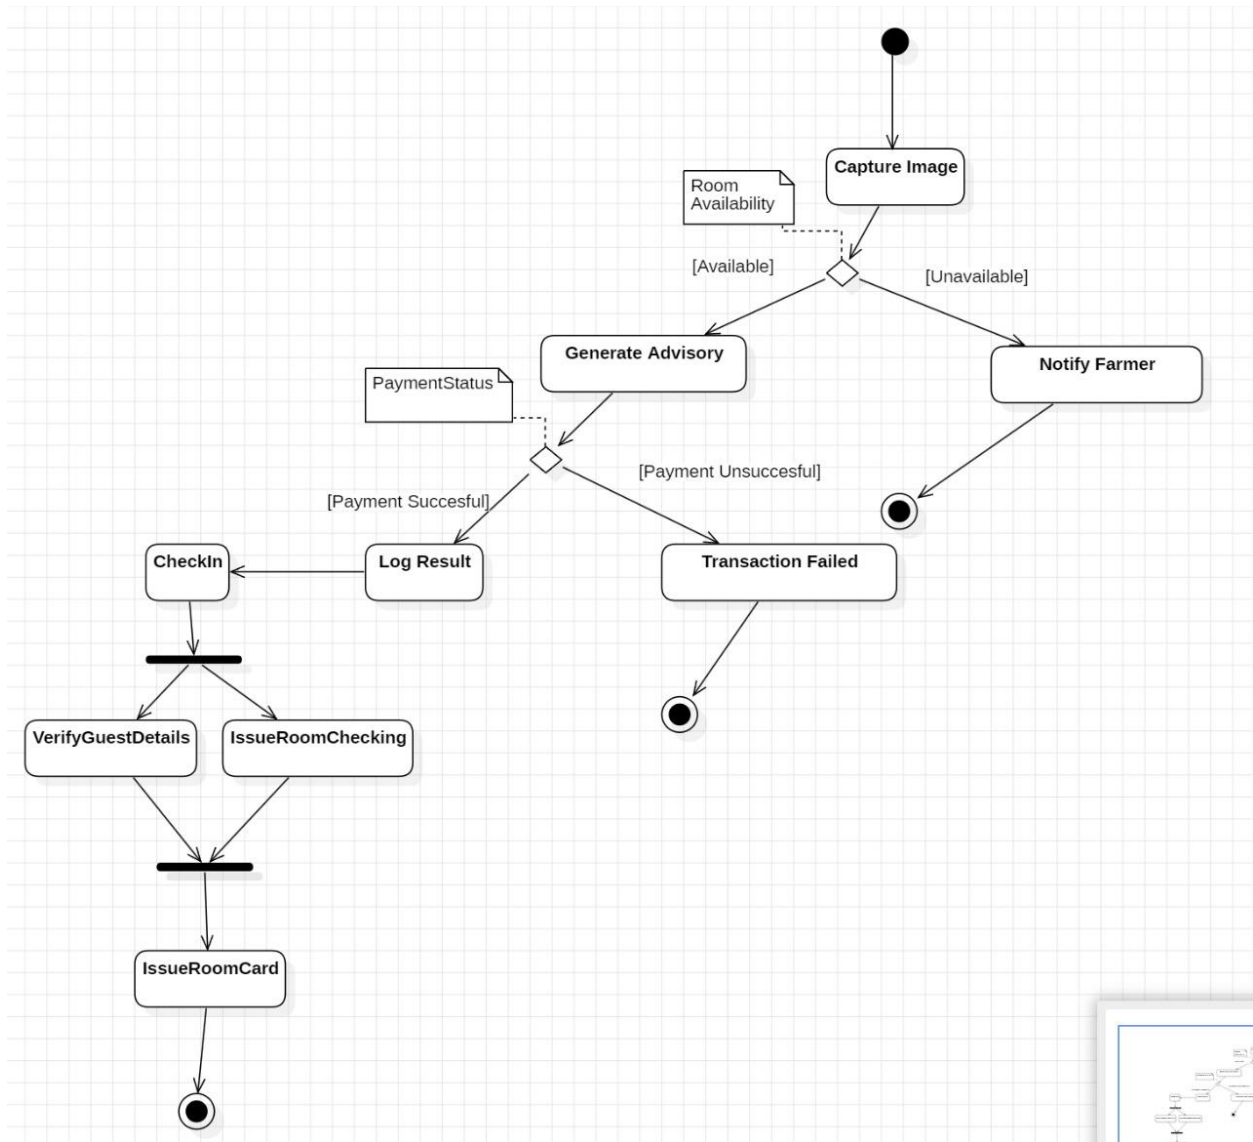 Capture Image
Room
Availability
[Available]
[Unavailable]
Generate Advisory
Notify Farmer
PaymentStatus
[Payment Unsuccesful]
[Payment Succesful]
CheckIn
Log Result
Transaction Failed
VerifyGuestDetails
IssueRoomChecking
IssueRoomCard